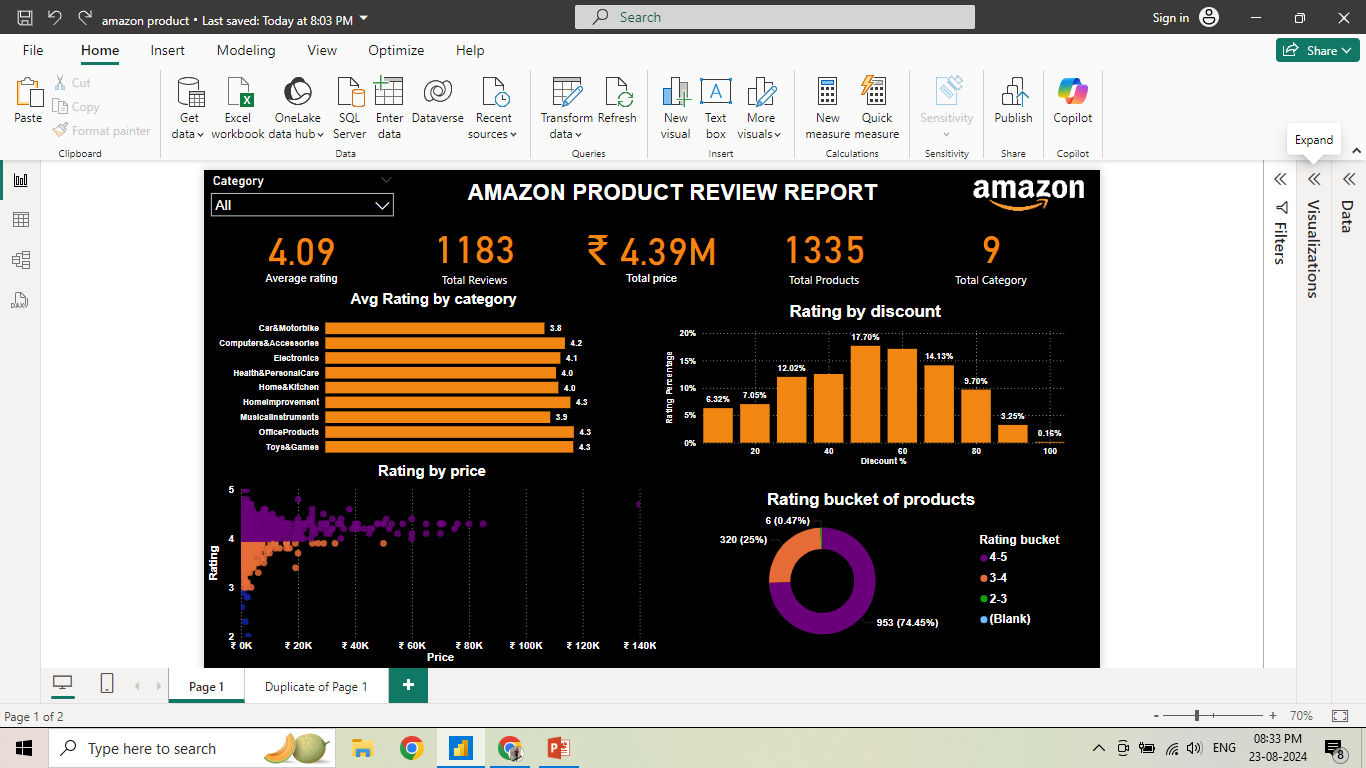 amazon product • Last saved: Today at 8:03 PM
Search
Sign in
File Home Insert Modeling View Optimize Help
Share
Paste
Cut
Copy
Format painter
Clipboard
Get data
Excel workbook
OneLake data hub
SQL Server
Enter data
Dataverse
Recent sources
Data
Transform data
Refresh
Queries
New visual
Text box
More visuals
Insert
New measure
Quick measure
Calculations
Sensitivity
Sensitivity
Publish
Share
Copilot
Copilot
Expand
DAX
Category
All
AMAZON PRODUCT REVIEW REPORT
amazon
4.09
Average rating
1183
Total Reviews
₹ 4.39M
Total price
1335
Total Products
9
Total Category
Avg Rating by category
Car&Motorbike 3.8
Computers&Accessories 4.2
Electronics 4.1
Health&PersonalCare 4.0
Home&Kitchen 4.0
HomeImprovement 4.3
MusicalInstruments 3.9
OfficeProducts 4.3
Toys&Games 4.3
Rating by discount
Rating Percentage
20%
15%
10%
5%
0%
6.32% 7.05% 12.02% 17.70% 14.13% 9.70% 3.25% 0.16%
20 40 60 80 100
Discount %
Rating by price
Rating
5
4
3
2
₹ 0K ₹ 20K ₹ 40K ₹ 60K ₹ 80K ₹ 100K ₹ 120K ₹ 140K
Price
Rating bucket of products
6 (0.47%)
320 (25%)
953 (74.45%)
Rating bucket
4-5
3-4
2-3
(Blank)
Filters
Visualizations
Data
Page 1
Duplicate of Page 1
+
Page 1 of 2
- + 70%
Type here to search
ENG
08:33 PM
23-08-2024
8